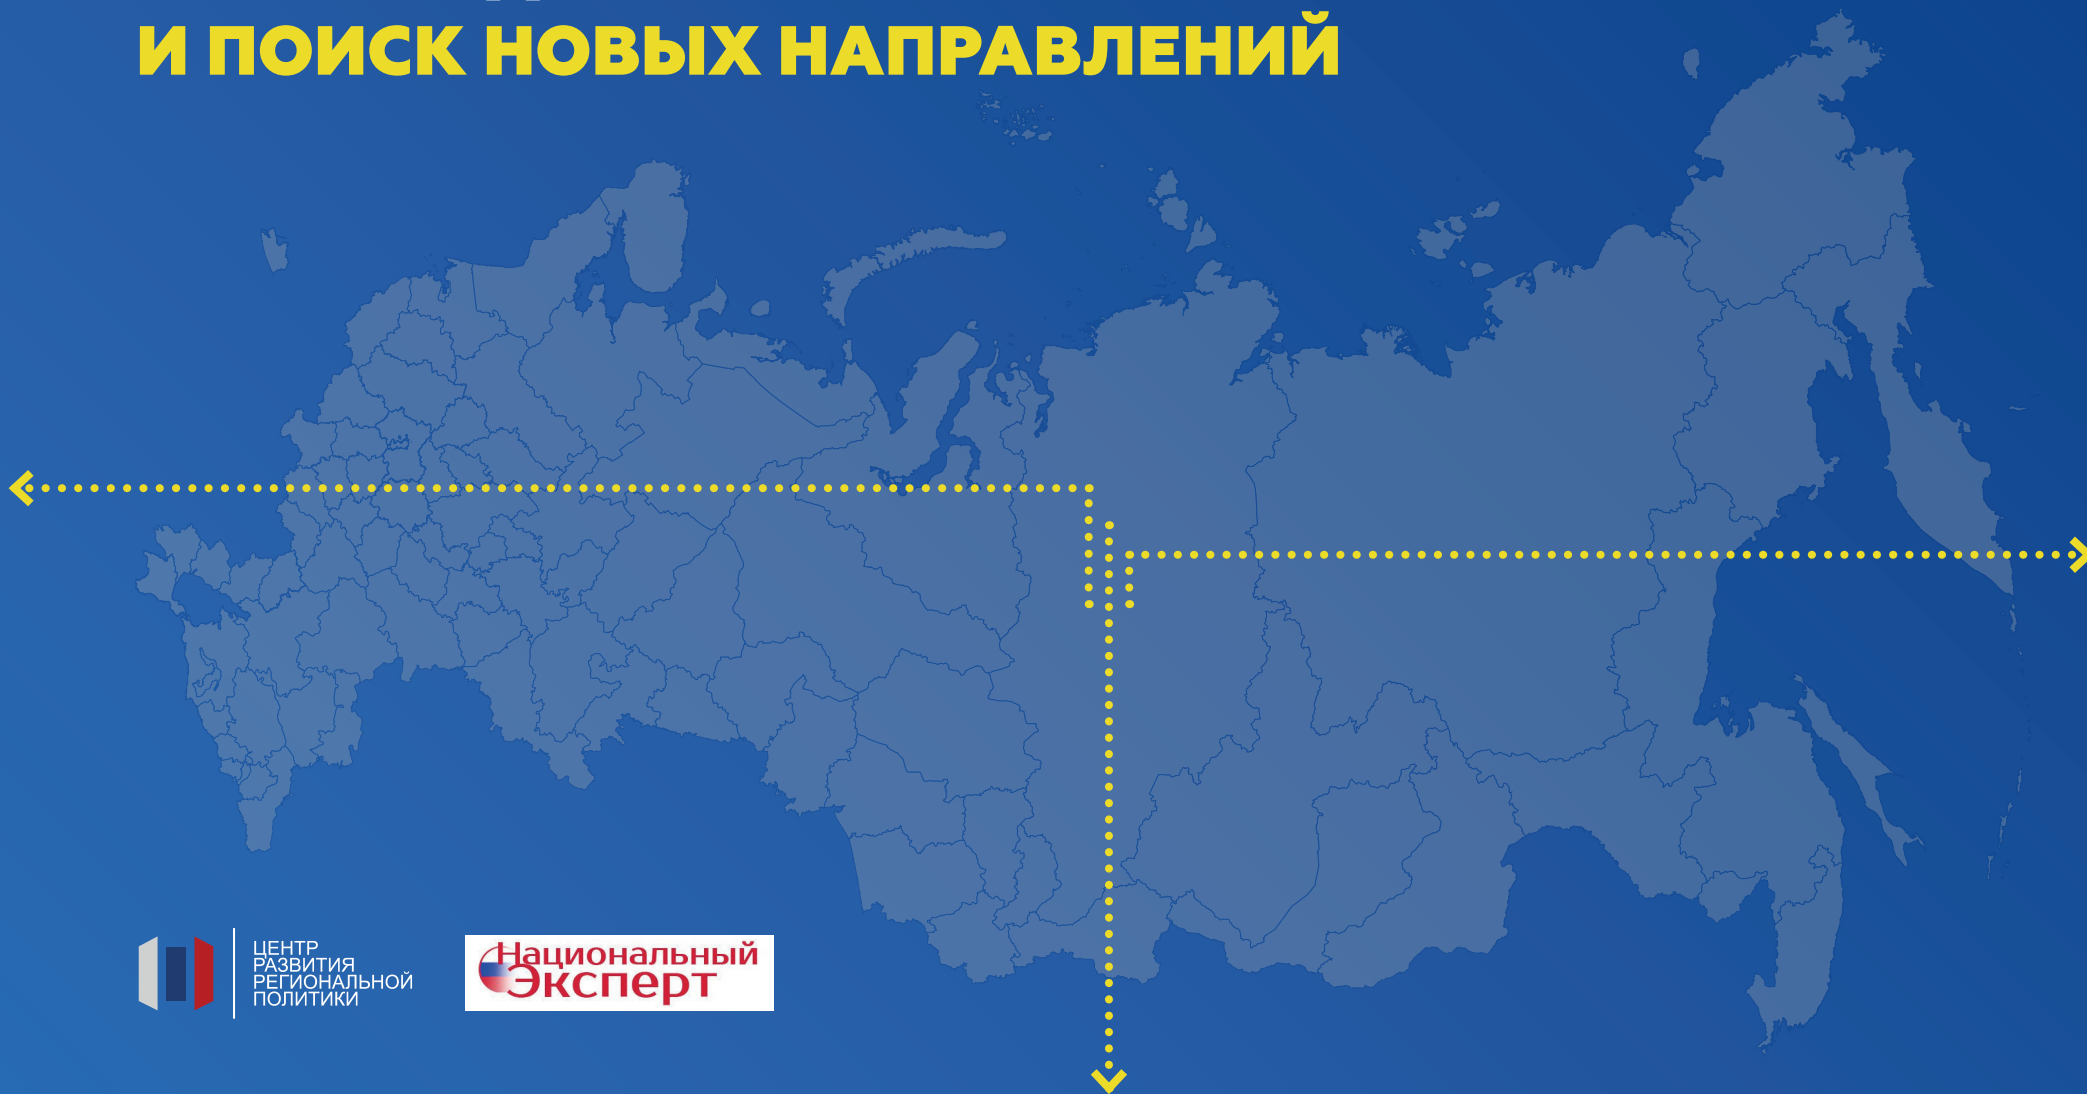 И ПОИСК НОВЫХ НАПРАВЛЕНИЙ
ЦЕНТР
РАЗВИТИЯ
РЕГИОНАЛЬНОЙ
ПОЛИТИКИ
Национальный
Эксперт